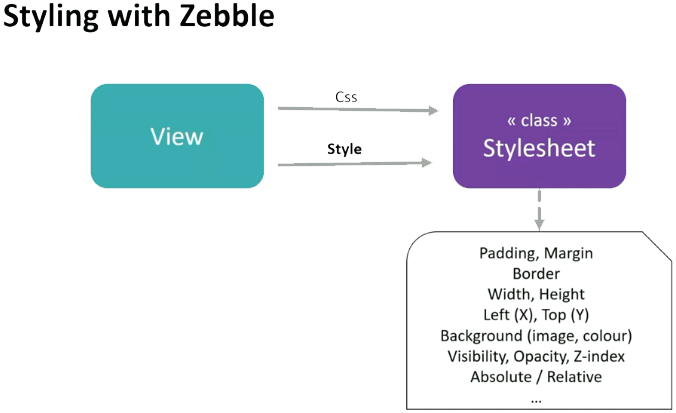 Styling with Zebble
View
Css
Style
« class »
Stylesheet
Padding, Margin
Border
Width, Height
Left (X), Top (Y)
Background (image, colour)
Visibility, Opacity, Z-index
Absolute / Relative
...